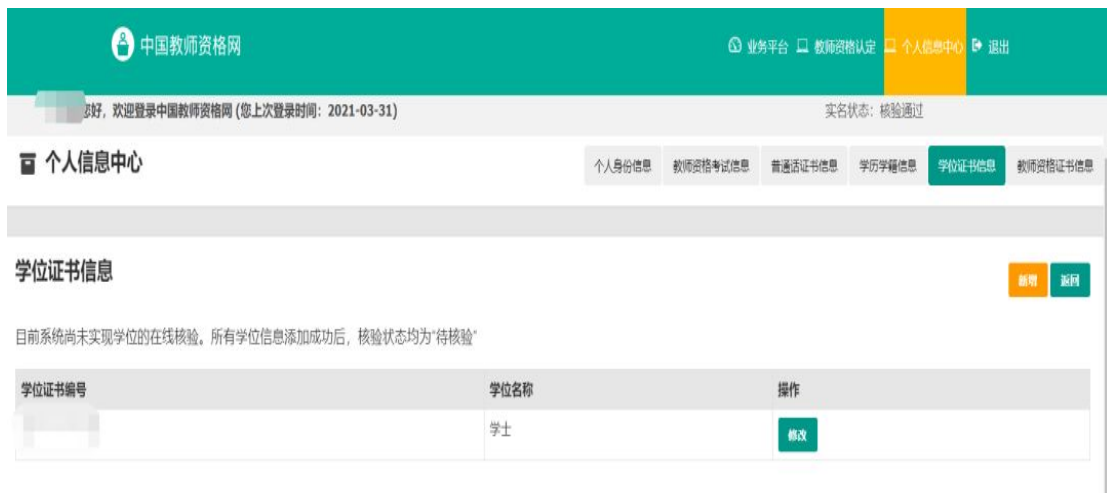 中国教师资格网
业务平台 教师资格认定 个人信息中心 退出
您好，欢迎登录中国教师资格网 (您上次登录时间：2021-03-31) 实名状态：核验通过
个人信息中心
个人身份信息 教师资格考试信息 普通话证书信息 学历学籍信息 学位证书信息 教师资格证书信息
学位证书信息
新增 返回
目前系统尚未实现学位的在线核验。所有学位信息添加成功后，核验状态均为"待核验"
学位证书编号 学位名称 操作
学士 修改